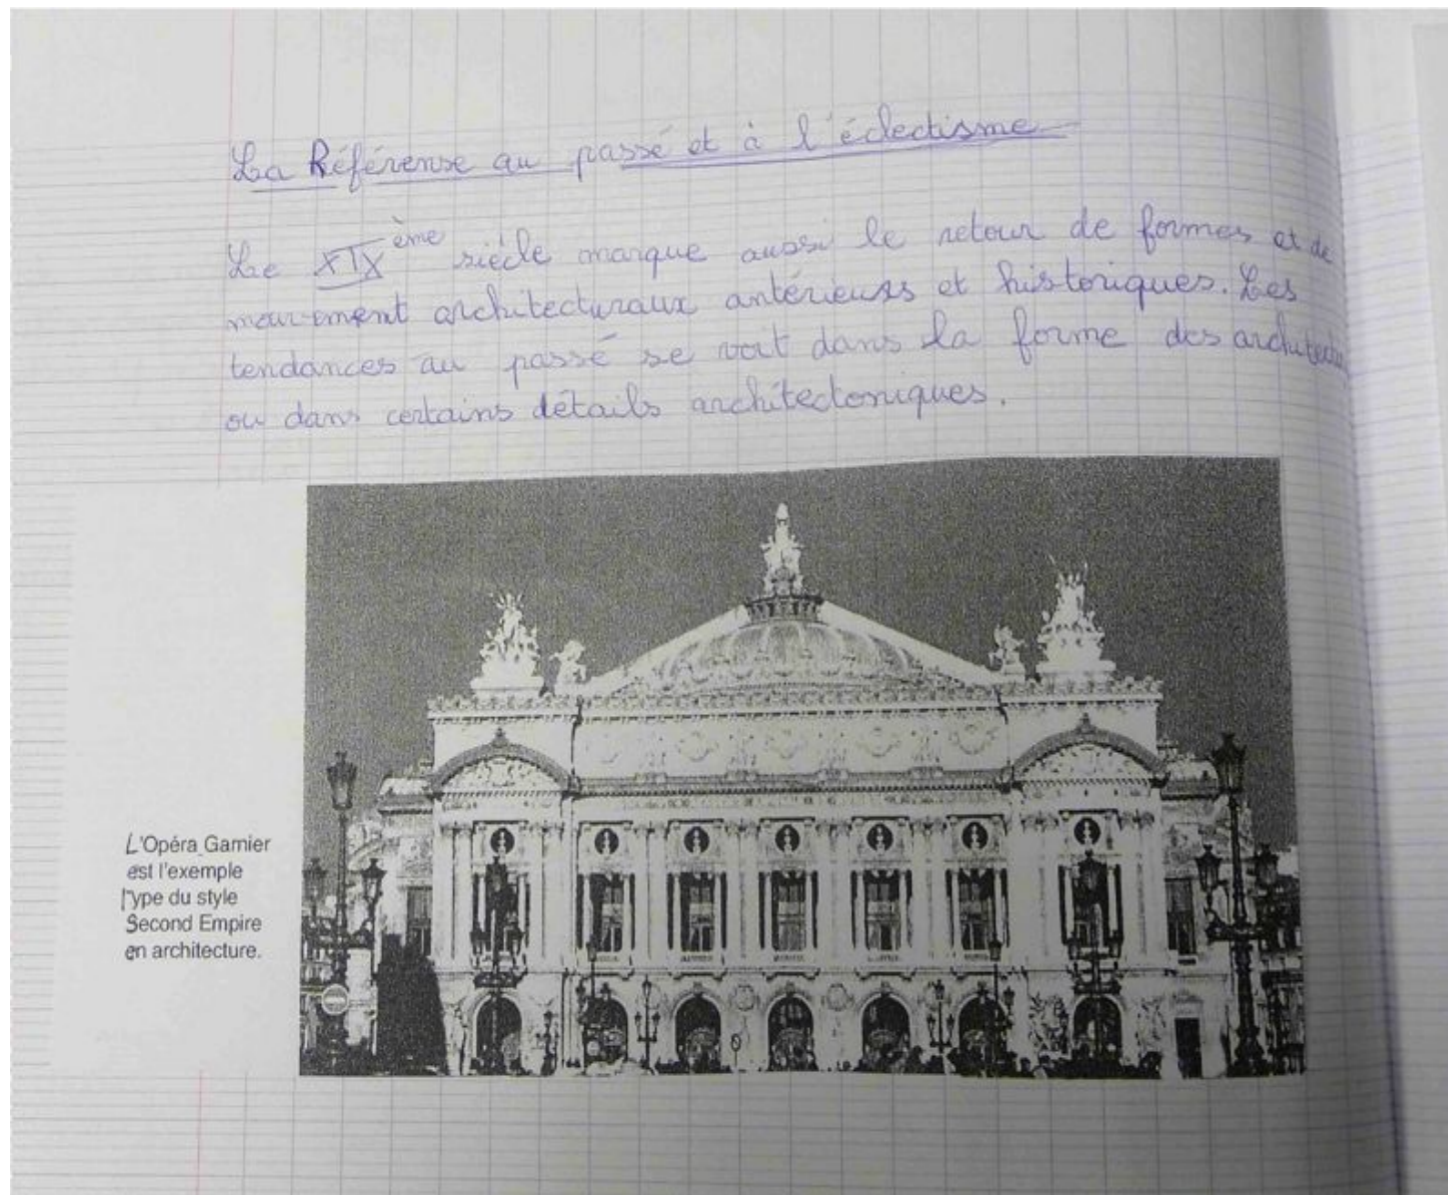 La Référense au passé et à l'éclectisme
Le XIXème siècle marque aussi le retour de formes et de
mouvement architecturaux antérieurs et historiques. Les
tendances au passé se voit dans la forme des
ou dans certains détails architectoniques.
L'Opéra Garnier
est l'exemple
type du style
Second Empire
en architecture.